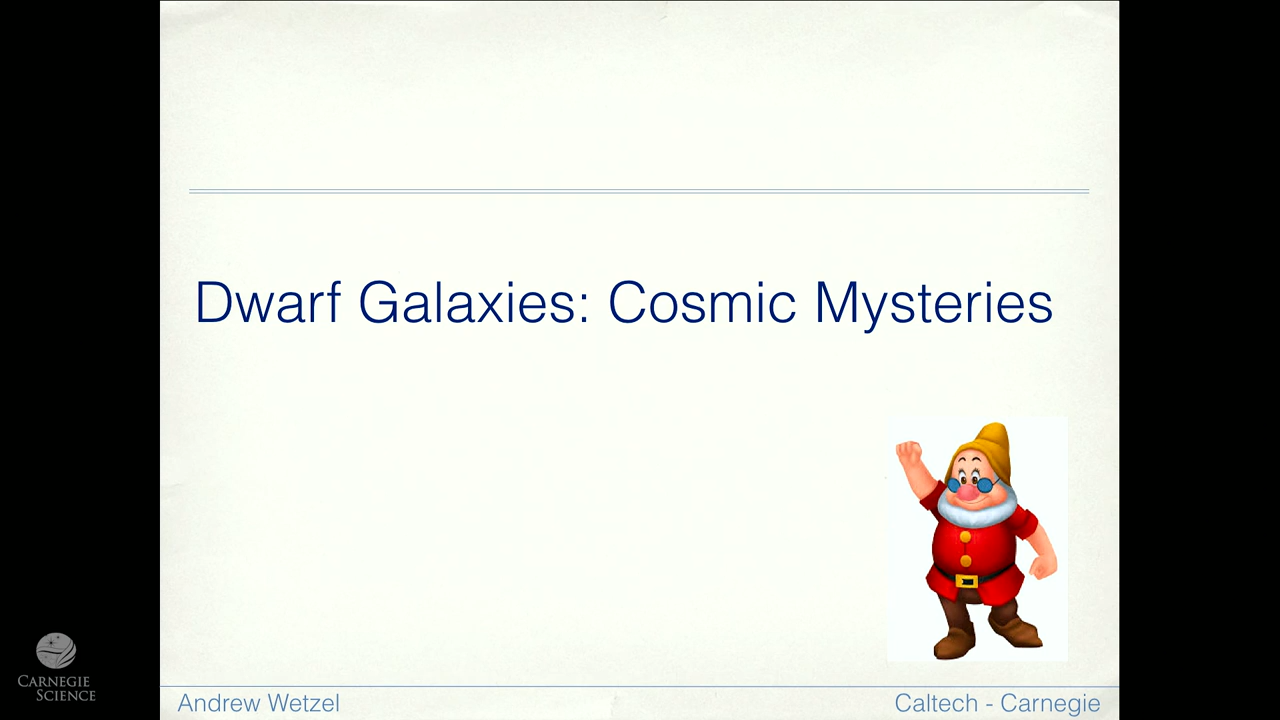 Dwarf Galaxies: Cosmic Mysteries
CARNEGIE
SCIENCE
Andrew Wetzel
Caltech - Carnegie